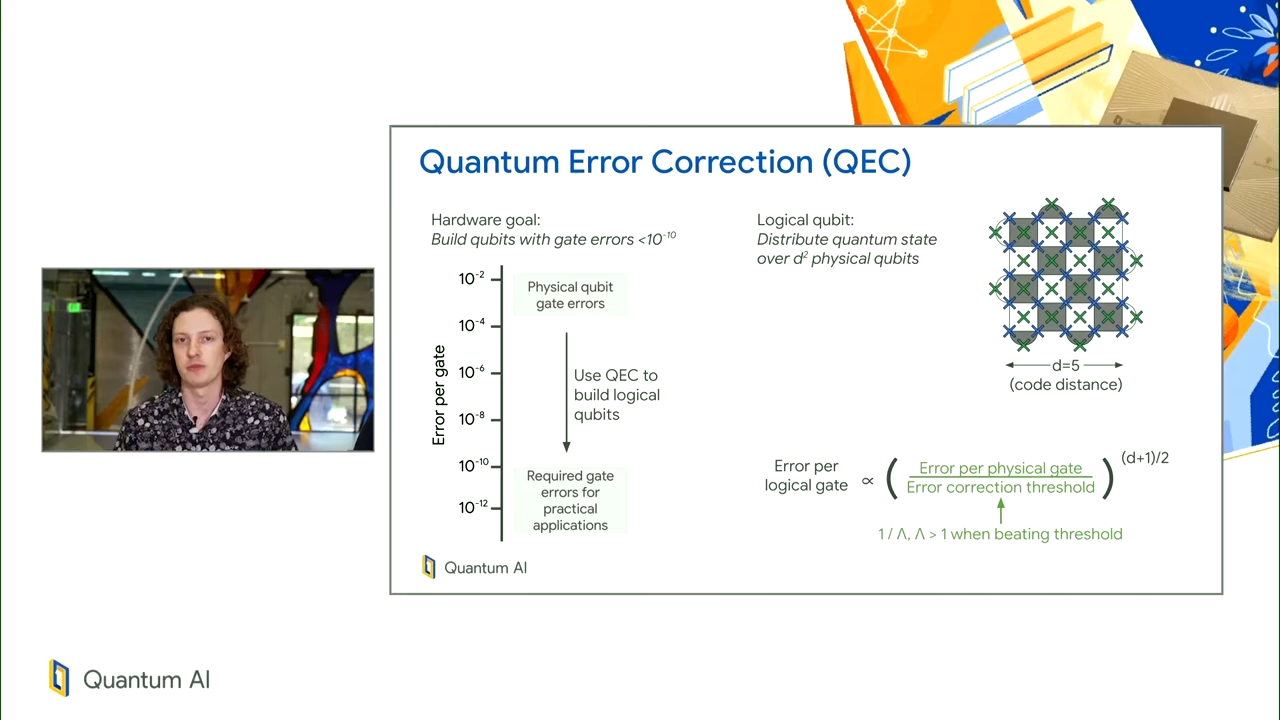 Quantum Error Correction (QEC)
Hardware goal:
Build qubits with gate errors <10⁻¹⁰
Error per gate
10⁻²
10⁻⁴
10⁻⁶
10⁻⁸
10⁻¹⁰
10⁻¹²
Physical qubit
gate errors
Use QEC to
build logical
qubits
Required gate
errors for
practical
applications
Logical qubit:
Distribute quantum state
over d² physical qubits
d=5
(code distance)
Error per
logical gate
∝
(
Error per physical gate
Error correction threshold
)
(d+1)/2
1 / Λ, Λ > 1 when beating threshold
Quantum AI
Quantum AI